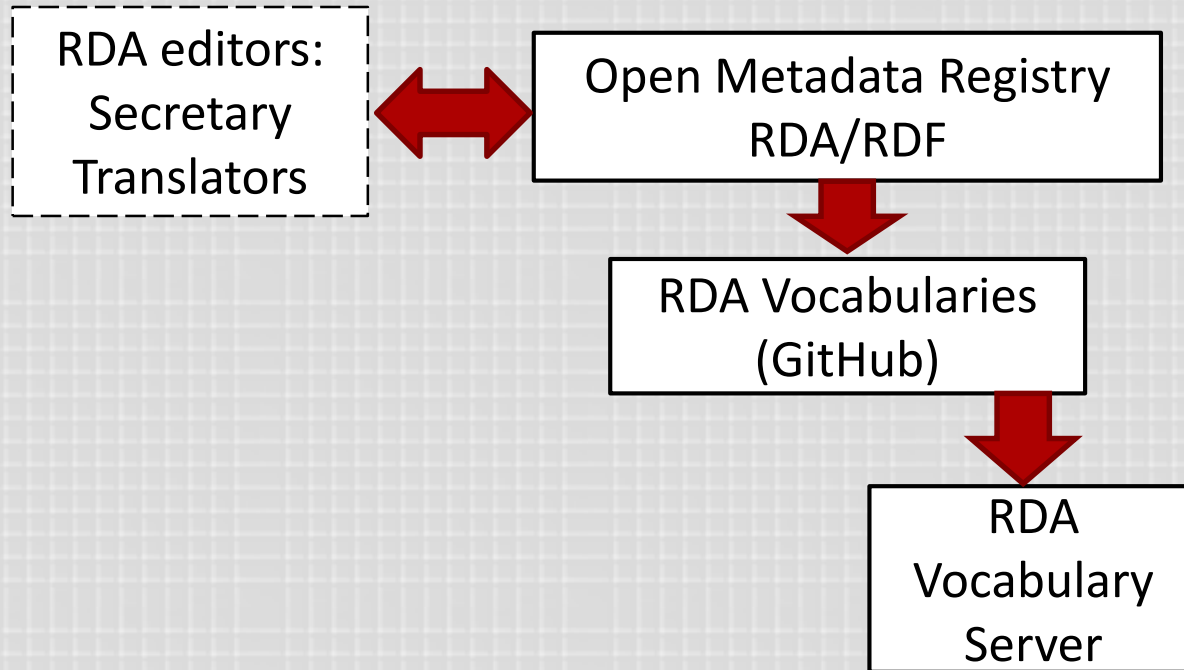 RDA editors:
Secretary
Translators
Open Metadata Registry
RDA/RDF
RDA Vocabularies
(GitHub)
RDA
Vocabulary
Server